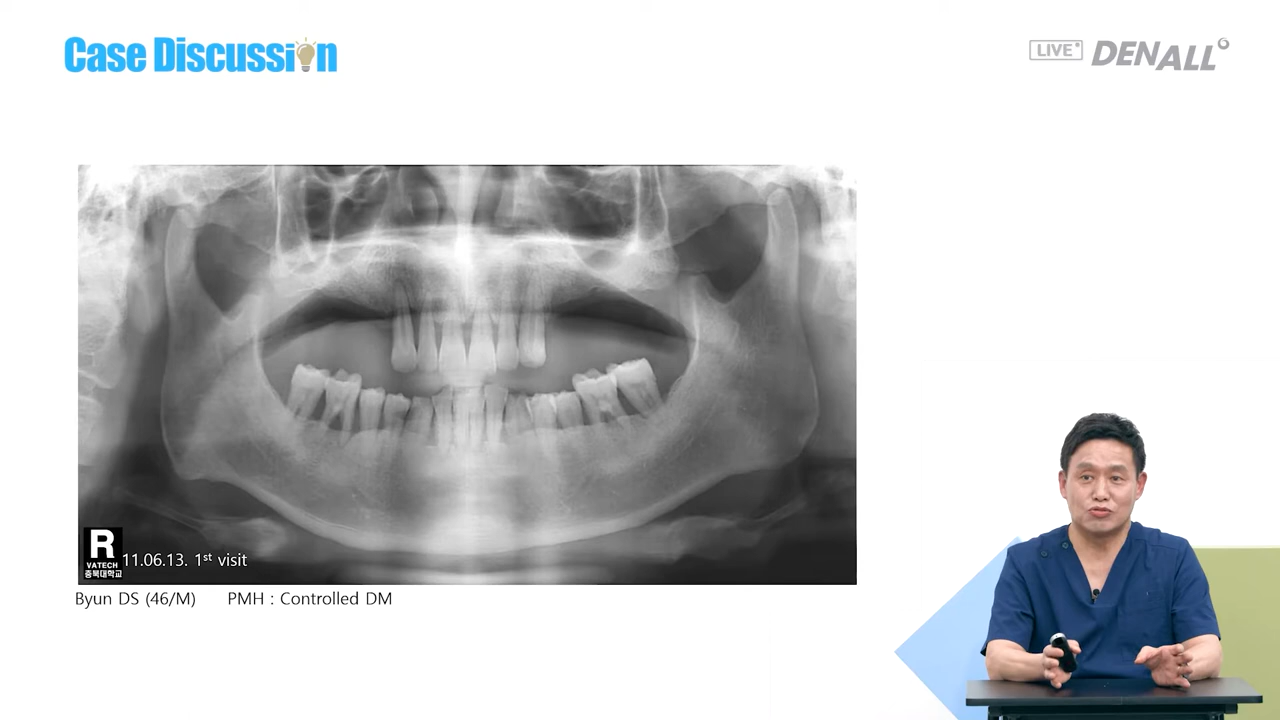 Case Discussion
LIVE DENALL
R
VATECH
충북대학교
11.06.13. 1st visit
Byun DS (46/M) PMH : Controlled DM